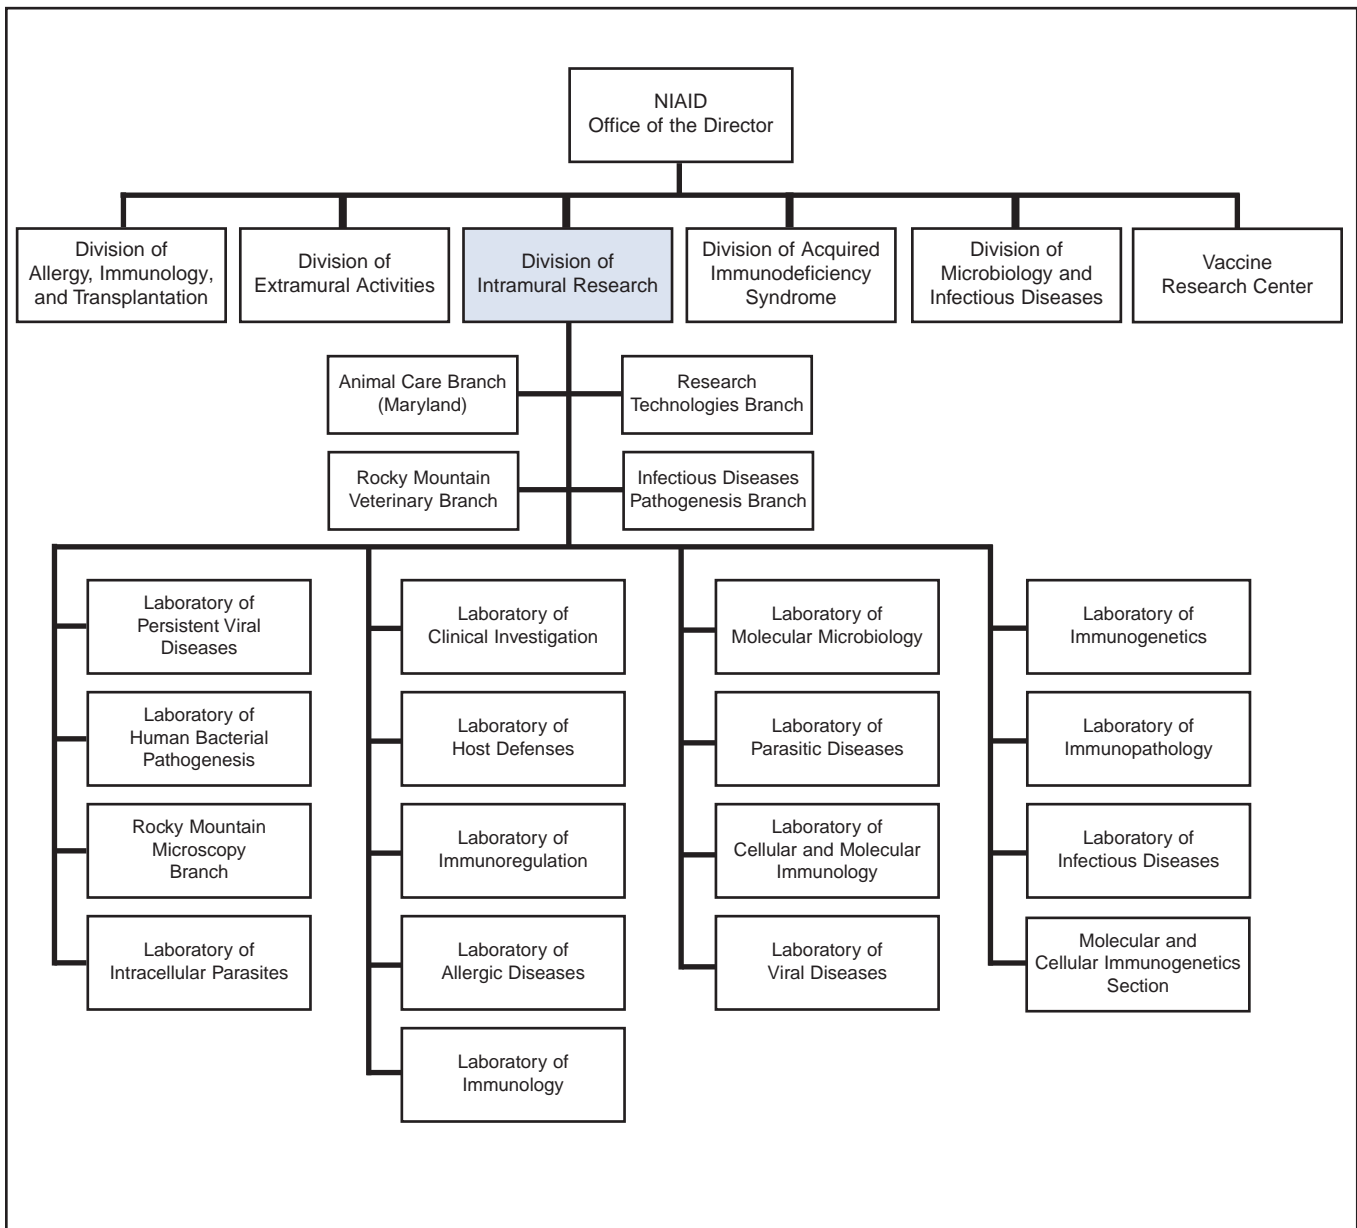 NIAID
Office of the Director
Division of
Allergy, Immunology,
and Transplantation
Division of
Extramural Activities
Division of
Intramural Research
Division of Acquired
Immunodeficiency
Syndrome
Division of
Microbiology and
Infectious Diseases
Vaccine
Research Center
Animal Care Branch
(Maryland)
Research
Technologies Branch
Rocky Mountain
Veterinary Branch
Infectious Diseases
Pathogenesis Branch
Laboratory of
Persistent Viral
Diseases
Laboratory of
Human Bacterial
Pathogenesis
Rocky Mountain
Microscopy
Branch
Laboratory of
Intracellular Parasites
Laboratory of
Clinical Investigation
Laboratory of
Host Defenses
Laboratory of
Immunoregulation
Laboratory of
Allergic Diseases
Laboratory of
Immunology
Laboratory of
Molecular Microbiology
Laboratory of
Parasitic Diseases
Laboratory of
Cellular and Molecular
Immunology
Laboratory of
Viral Diseases
Laboratory of
Immunogenetics
Laboratory of
Immunopathology
Laboratory of
Infectious Diseases
Molecular and
Cellular Immunogenetics
Section